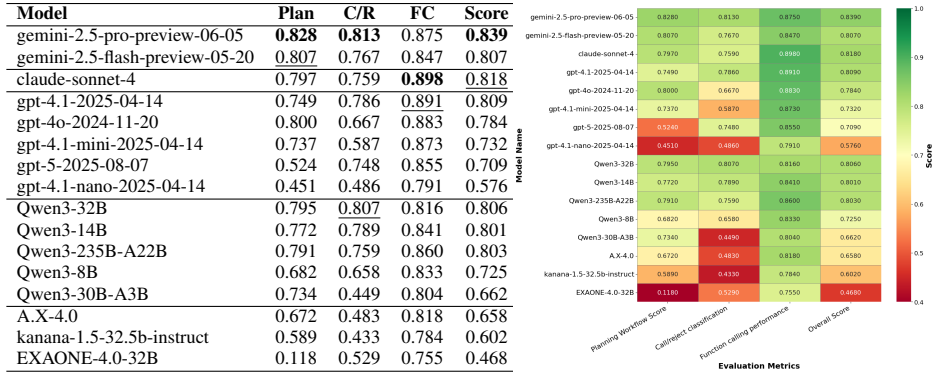 Model Plan C/R FC Score
gemini-2.5-pro-preview-06-05 0.828 0.813 0.875 0.839
gemini-2.5-flash-preview-05-20 0.807 0.767 0.847 0.807
claude-sonnet-4 0.797 0.759 0.898 0.818
gpt-4.1-2025-04-14 0.749 0.786 0.891 0.809
gpt-4o-2024-11-20 0.800 0.667 0.883 0.784
gpt-4.1-mini-2025-04-14 0.737 0.587 0.873 0.732
gpt-5-2025-08-07 0.524 0.748 0.855 0.709
gpt-4.1-nano-2025-04-14 0.451 0.486 0.791 0.576
Qwen3-32B 0.795 0.807 0.816 0.806
Qwen3-14B 0.772 0.789 0.841 0.801
Qwen3-235B-A22B 0.791 0.759 0.860 0.803
Qwen3-8B 0.682 0.658 0.833 0.725
Qwen3-30B-A3B 0.734 0.449 0.804 0.662
A.X-4.0 0.672 0.483 0.818 0.658
kanana-1.5-32.5b-instruct 0.589 0.433 0.784 0.602
EXAONE-4.0-32B 0.118 0.529 0.755 0.468
Model Name
gemini-2.5-pro-preview-06-05 0.8280 0.8130 0.8750 0.8390
gemini-2.5-flash-preview-05-20 0.8070 0.7670 0.8470 0.8070
claude-sonnet-4 0.7970 0.7590 0.8980 0.8180
gpt-4.1-2025-04-14 0.7490 0.7860 0.8910 0.8090
gpt-4o-2024-11-20 0.8000 0.6670 0.8830 0.7840
gpt-4.1-mini-2025-04-14 0.7370 0.5870 0.8730 0.7320
gpt-5-2025-08-07 0.5240 0.7480 0.8550 0.7090
gpt-4.1-nano-2025-04-14 0.4510 0.4860 0.7910 0.5760
Qwen3-32B 0.7950 0.8070 0.8160 0.8060
Qwen3-14B 0.7720 0.7890 0.8410 0.8010
Qwen3-235B-A22B 0.7910 0.7590 0.8600 0.8030
Qwen3-8B 0.6820 0.6580 0.8330 0.7250
Qwen3-30B-A3B 0.7340 0.4490 0.8040 0.6620
A.X-4.0 0.6720 0.4830 0.8180 0.6580
kanana-1.5-32.5b-instruct 0.5890 0.4330 0.7840 0.6020
EXAONE-4.0-32B 0.1180 0.5290 0.7550 0.4680
Planning Workflow Score
Call/reject classification
Function calling performance
Overall Score
Evaluation Metrics
1.0
0.9
0.8
0.7
0.6
0.5
0.4
Score